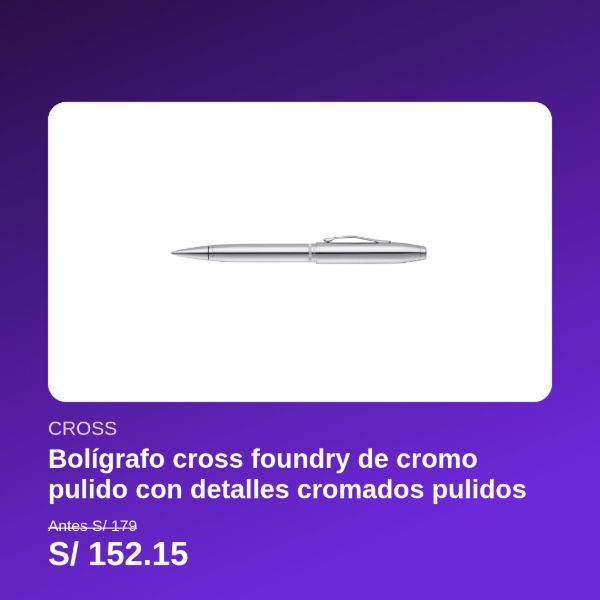 CROSS
Bolígrafo cross foundry de cromo
pulido con detalles cromados pulidos
Antes S/ 179
S/ 152.15